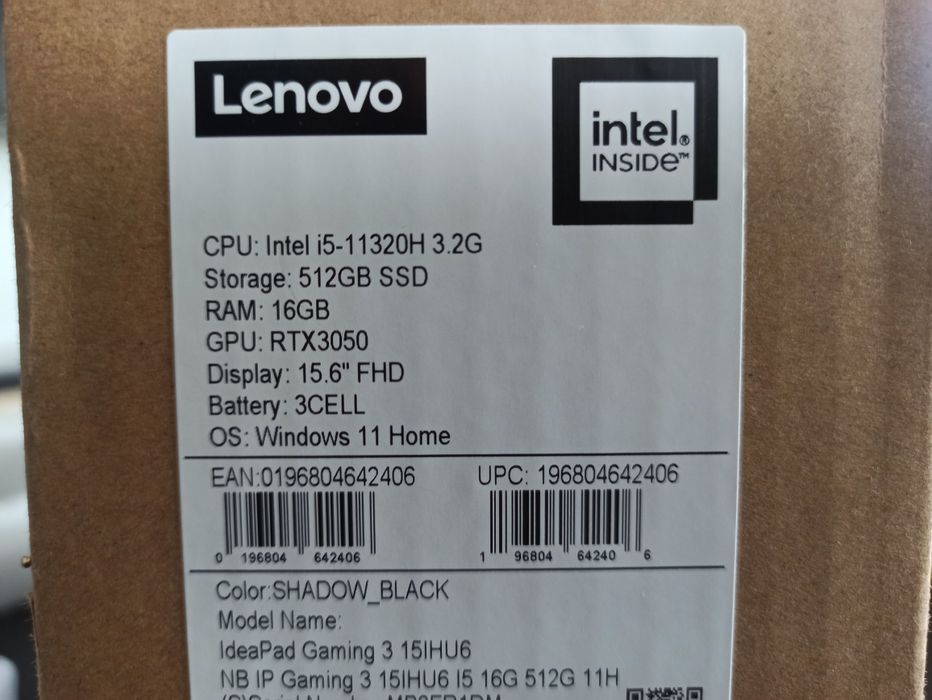 Lenovo
intel®
INSIDE™
CPU: Intel i5-11320H 3.2G
Storage: 512GB SSD
RAM: 16GB
GPU: RTX3050
Display: 15.6" FHD
Battery: 3CELL
OS: Windows 11 Home
EAN:0196804642406 UPC: 196804642406
0 196804 642406 1 96804 64240 6
Color:SHADOW_BLACK
Model Name:
IdeaPad Gaming 3 15IHU6
NB IP Gaming 3 15IHU6 I5 16G 512G 11H